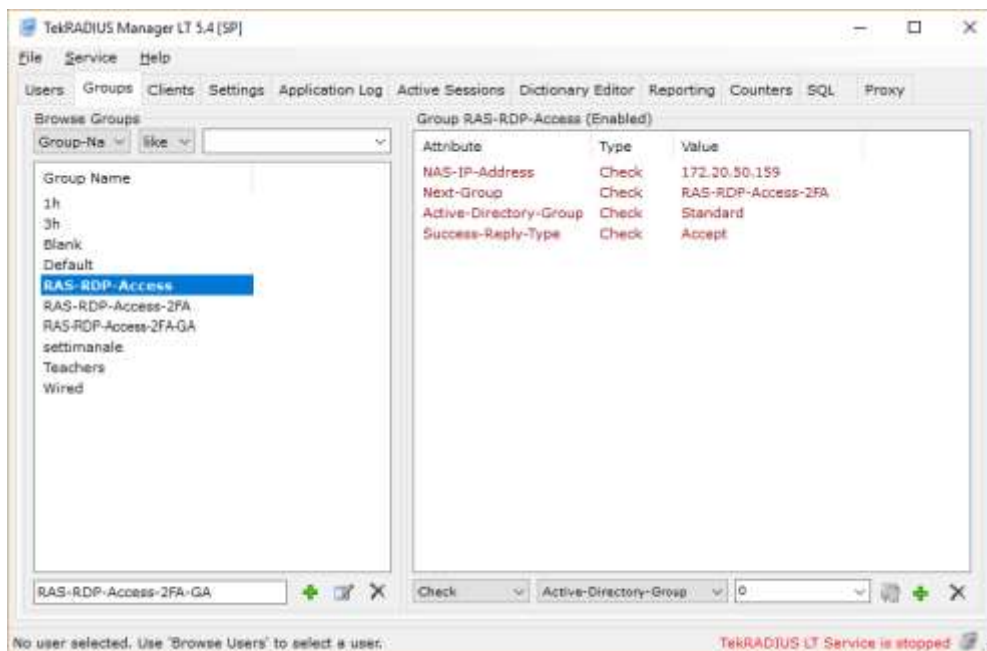 TekRADIUS Manager LT 5.4 [SP]
File Service Help
Users Groups Clients Settings Application Log Active Sessions Dictionary Editor Reporting Counters SQL Proxy
Browse Groups
Group-Na like
Group Name
1h
3h
Blank
Default
RAS-RDP-Access
RAS-RDP-Access-2FA
RAS-RDP-Access-2FA-GA
settimanale
Teachers
Wired
RAS-RDP-Access-2FA-GA
Group RAS-RDP-Access (Enabled)
Attribute Type Value
NAS-IP-Address Check 172.20.50.159
Next-Group Check RAS-RDP-Access-2FA
Active-Directory-Group Check Standard
Success-Reply-Type Check Accept
Check Active-Directory-Group 0
No user selected. Use 'Browse Users' to select a user.
TekRADIUS LT Service is stopped